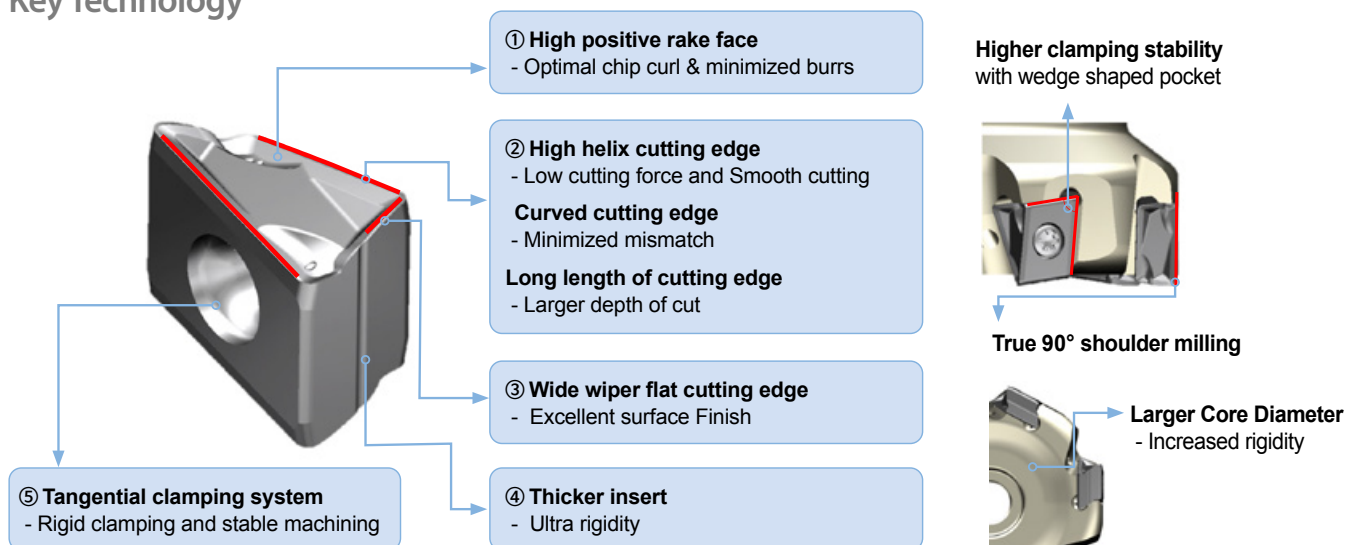 Key Technology
① High positive rake face
- Optimal chip curl & minimized burrs
② High helix cutting edge
- Low cutting force and Smooth cutting
Curved cutting edge
- Minimized mismatch
Long length of cutting edge
- Larger depth of cut
③ Wide wiper flat cutting edge
- Excellent surface Finish
④ Thicker insert
- Ultra rigidity
⑤ Tangential clamping system
- Rigid clamping and stable machining
Higher clamping stability
with wedge shaped pocket
True 90° shoulder milling
Larger Core Diameter
- Increased rigidity